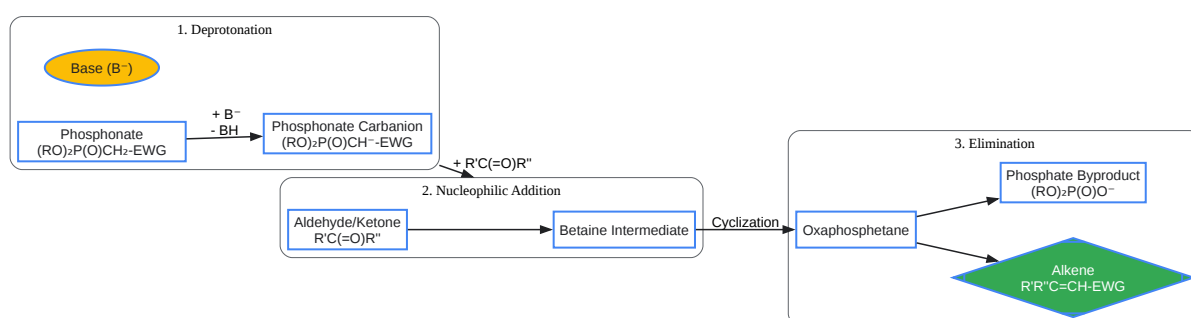 1. Deprotonation
Base (B⁻)
Phosphonate
(RO)₂P(O)CH₂-EWG
+ B⁻
- BH
Phosphonate Carbanion
(RO)₂P(O)CH⁻-EWG
+ R'C(=O)R"
2. Nucleophilic Addition
Aldehyde/Ketone
R'C(=O)R"
Betaine Intermediate
Cyclization
3. Elimination
Oxaphosphetane
Phosphate Byproduct
(RO)₂P(O)O⁻
Alkene
R'R"C=CH-EWG